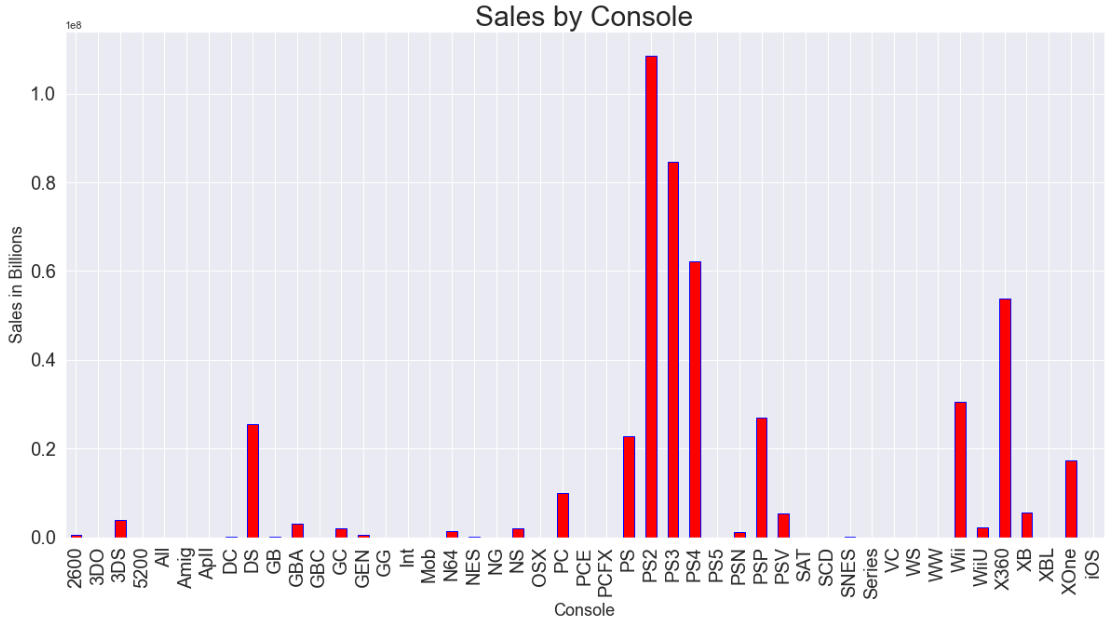 Sales by Console
1e8
1.0
0.8
0.6
0.4
0.2
0.0
Sales in Billions
2600
3DO
3DS
5200
All
Amig
ApII
DC
DS
GB
GBA
GBC
GC
GEN
GG
Int
Mob
N64
NES
NG
NS
OSX
PC
PCE
PCFX
PS
PS2
PS3
PS4
PS5
PSN
PSP
PSV
SAT
SCD
SNES
Series
VC
WS
WW
Wii
WiiU
X360
XB
XBL
XOne
iOS
Console